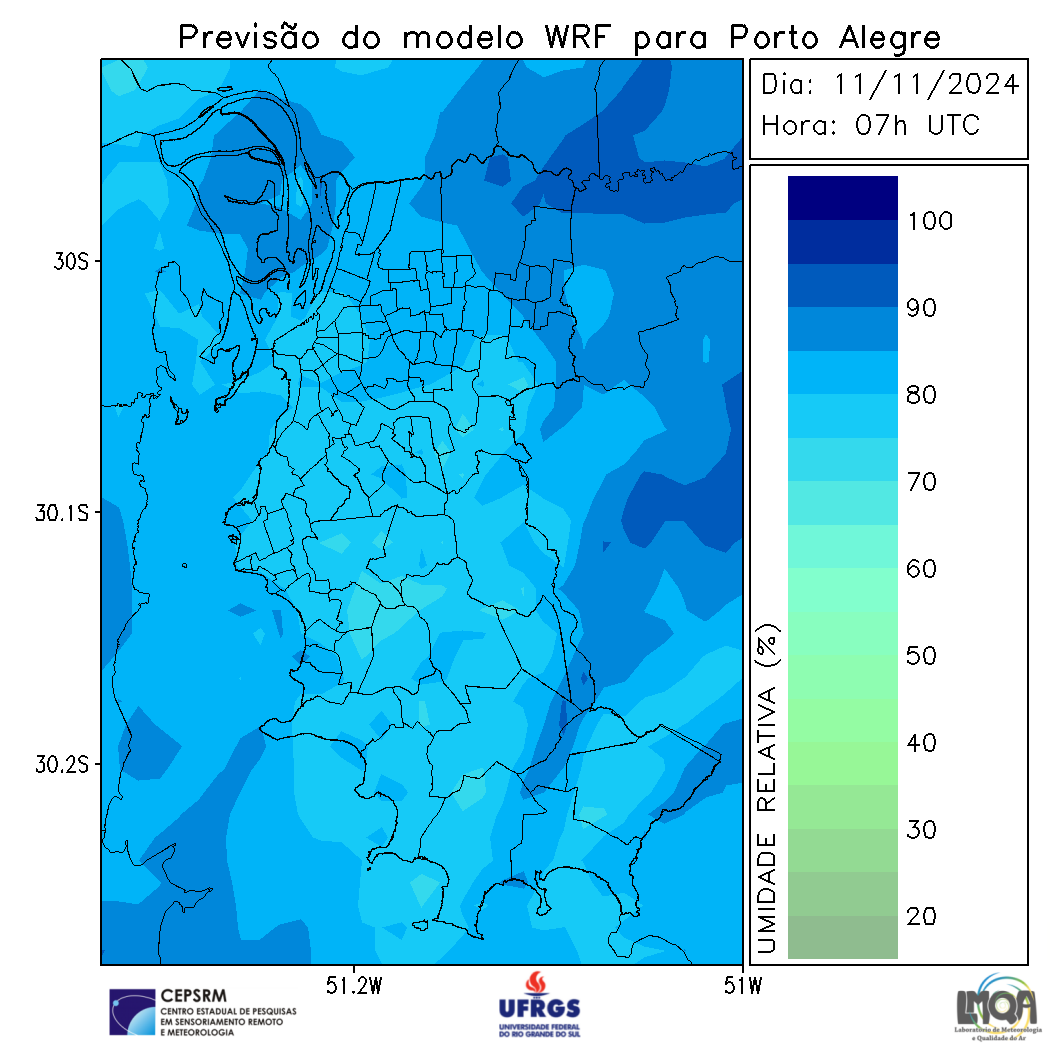 Previsão do modelo WRF para Porto Alegre
Dia: 11/11/2024
Hora: 07h UTC
30S
30.1S
30.2S
51.2W
51W
UMIDADE RELATIVA (%)
100
90
80
70
60
50
40
30
20
CEPSRM
CENTRO ESTADUAL DE PESQUISAS
EM SENSORIAMENTO REMOTO
E METEOROLOGIA
UFRGS
UNIVERSIDADE FEDERAL
DO RIO GRANDE DO SUL
LMQA
Laboratório de Meteorologia
e Qualidade do Ar